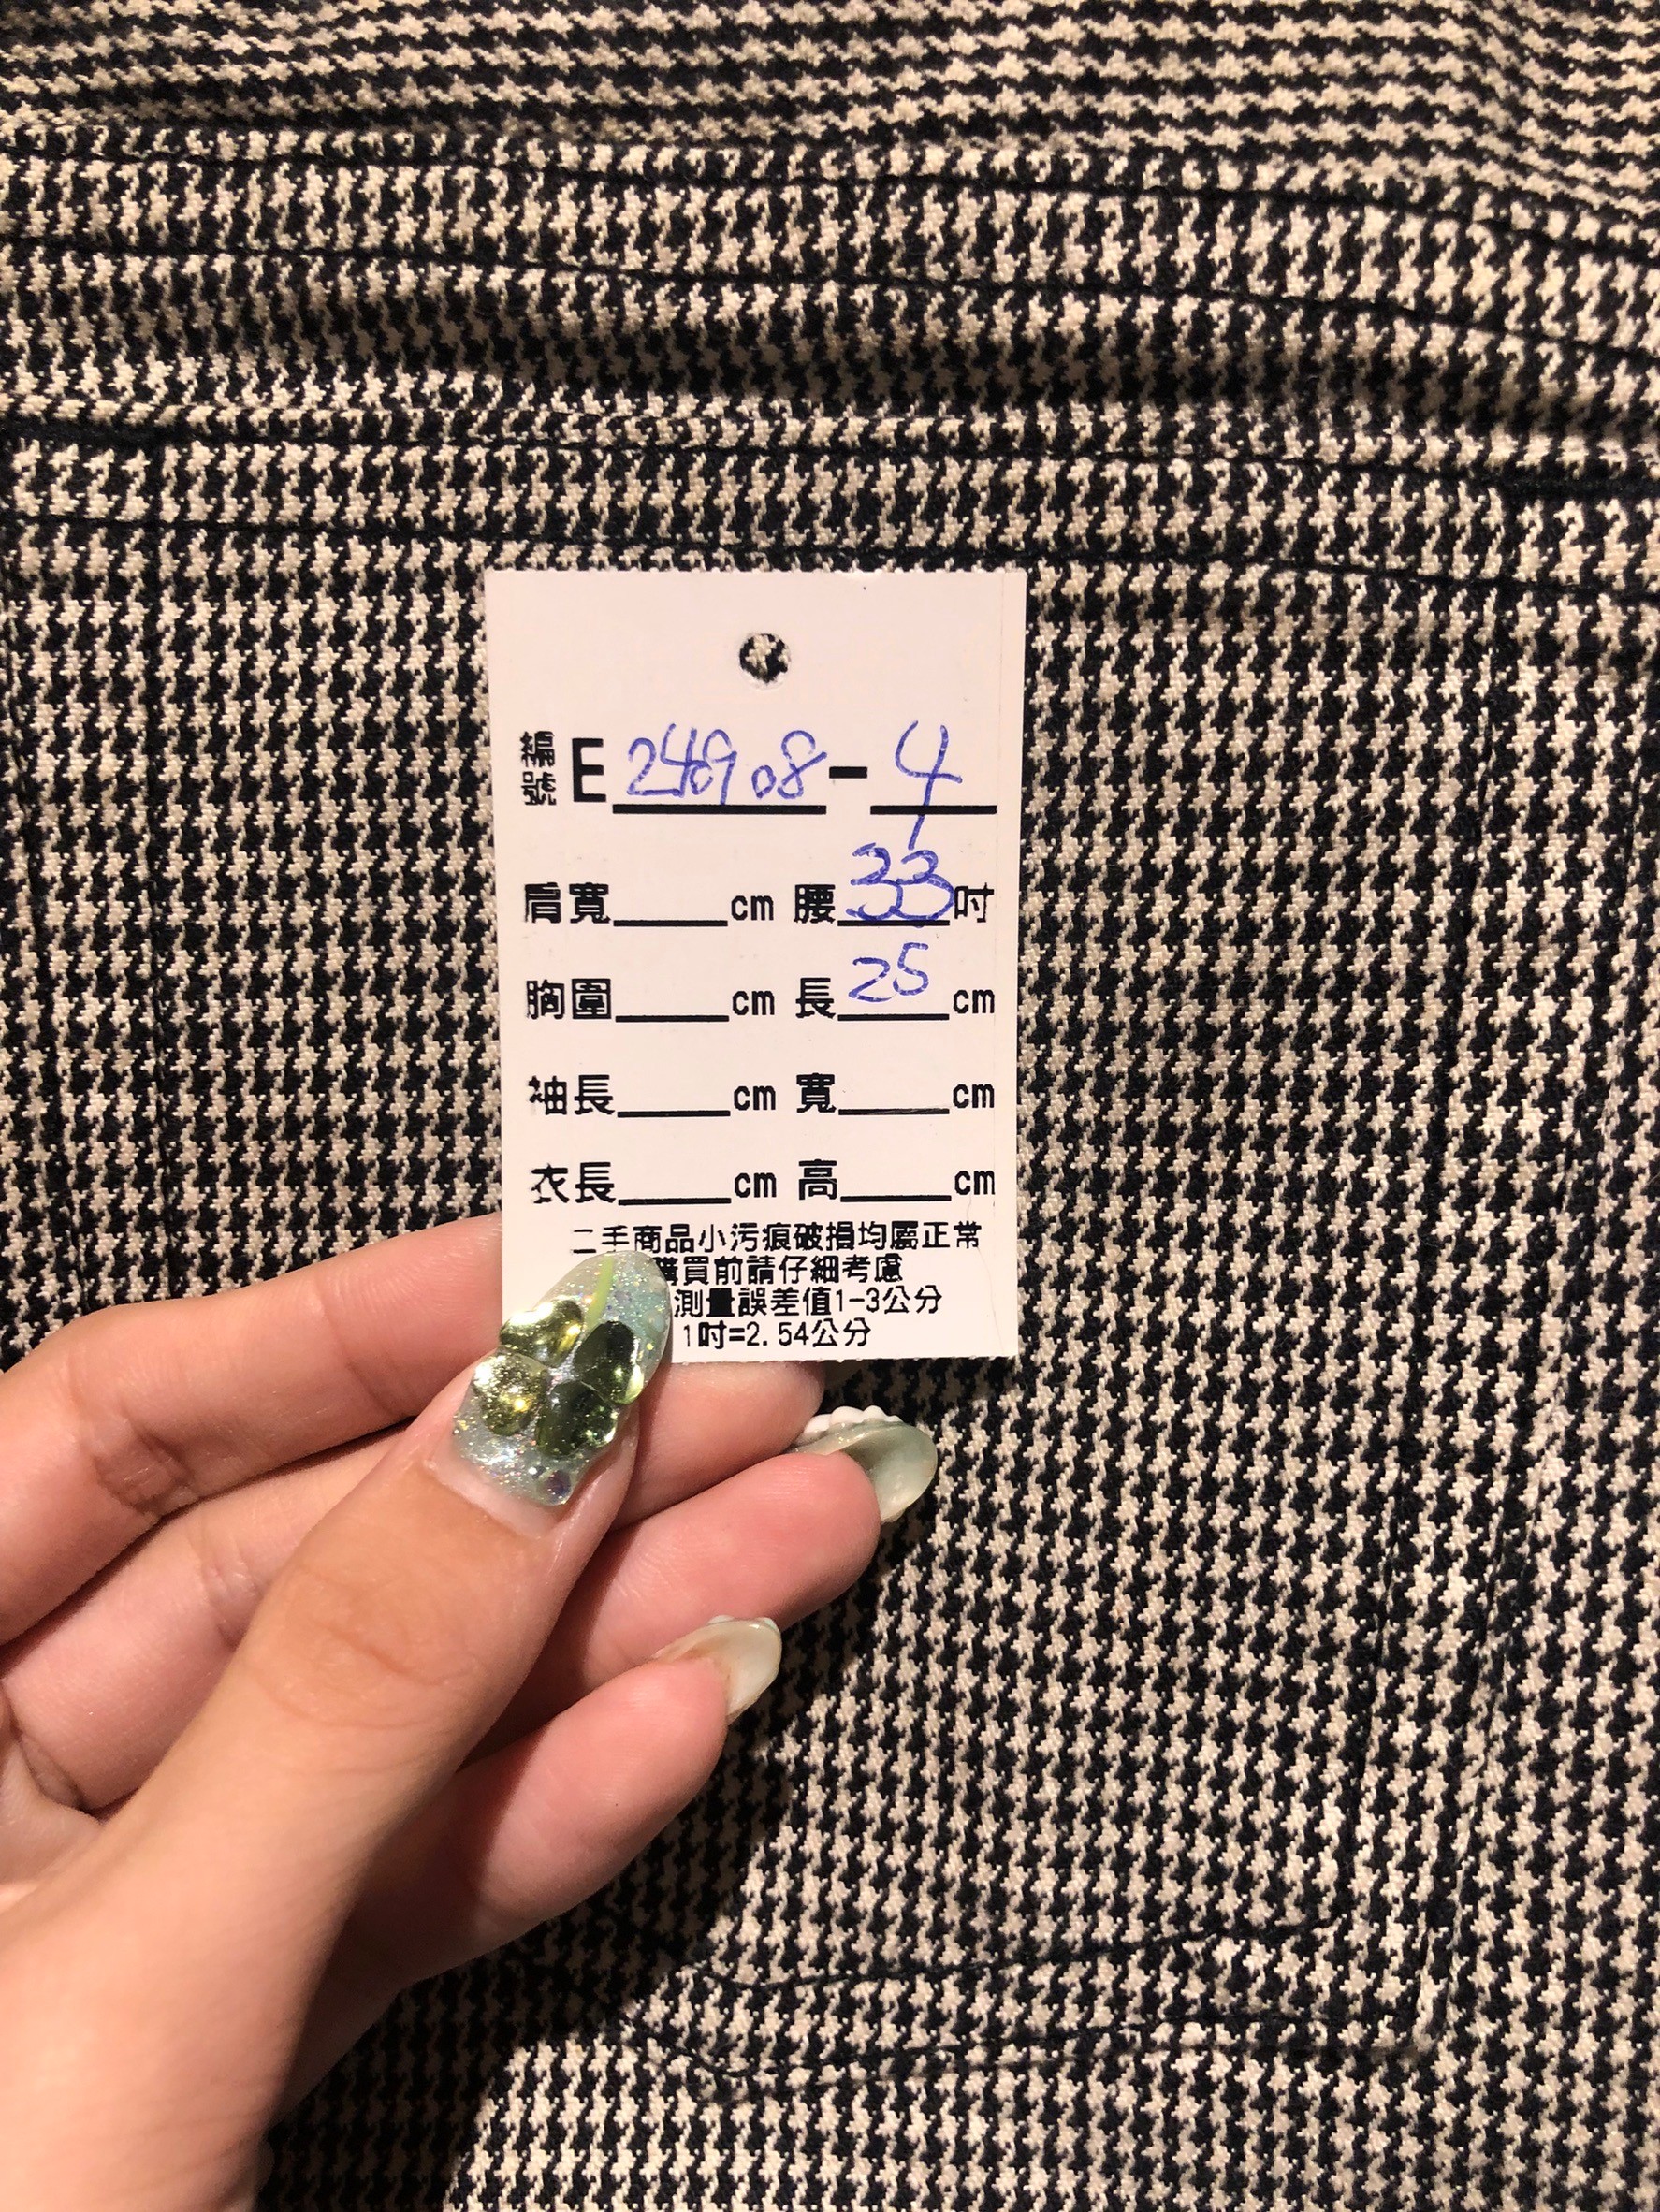 編號 E 240908-4
肩寬 cm 腰 33 吋
胸圍 cm 長 25 cm
袖長 cm 寬 cm
衣長 cm 高 cm
二手商品小污痕破損均屬正常
購買前請仔細考慮
測量誤差值1-3公分
1吋=2.54公分